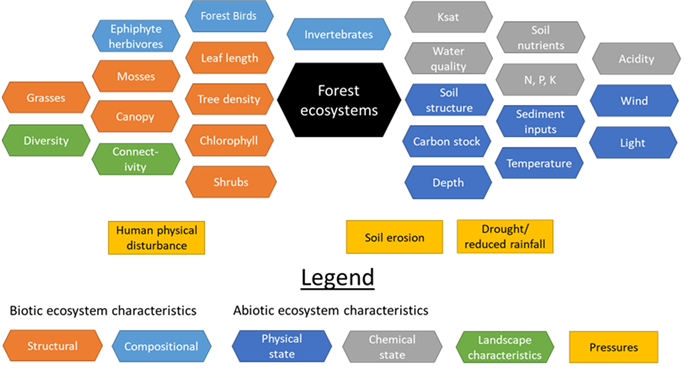 Forest Birds
Ephiphyte
herbivores
Invertebrates
Ksat
Soil
nutrients
Leaf length
Water
quality
Acidity
Mosses
N, P, K
Forest
ecosystems
Grasses
Tree density
Soil
structure
Wind
Canopy
Sediment
inputs
Diversity
Chlorophyll
Carbon stock
Light
Connect-
ivity
Temperature
Shrubs
Depth
Human physical
disturbance
Soil erosion
Drought/
reduced rainfall
Legend
Biotic ecosystem characteristics
Abiotic ecosystem characteristics
Structural
Compositional
Physical
state
Chemical
state
Landscape
characteristics
Pressures